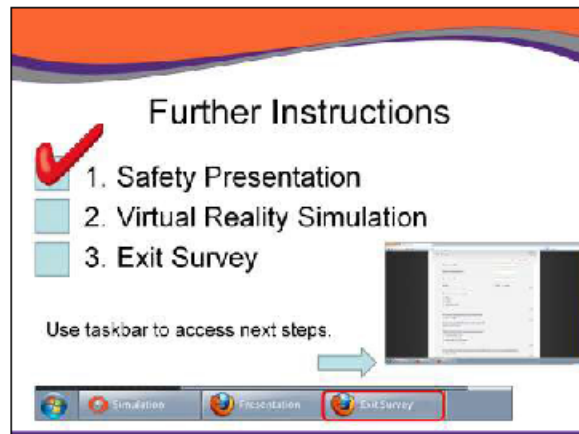 Further Instructions
1. Safety Presentation
2. Virtual Reality Simulation
3. Exit Survey
Use taskbar to access next steps.
Simulation Presentation Exit Survey